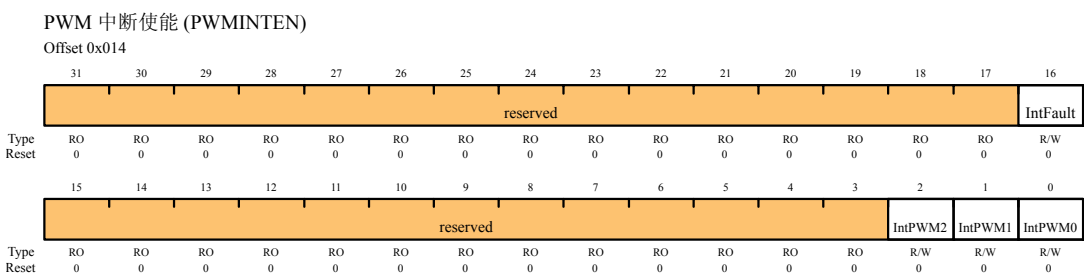 PWM 中断使能 (PWMINTEN)
Offset 0x014
31 30 29 28 27 26 25 24 23 22 21 20 19 18 17 16
reserved IntFault
Type RO RO RO RO RO RO RO RO RO RO RO RO RO RO RO R/W
Reset 0 0 0 0 0 0 0 0 0 0 0 0 0 0 0 0
15 14 13 12 11 10 9 8 7 6 5 4 3 2 1 0
reserved IntPWM2 IntPWM1 IntPWM0
Type RO RO RO RO RO RO RO RO RO RO RO RO RO R/W R/W R/W
Reset 0 0 0 0 0 0 0 0 0 0 0 0 0 0 0 0